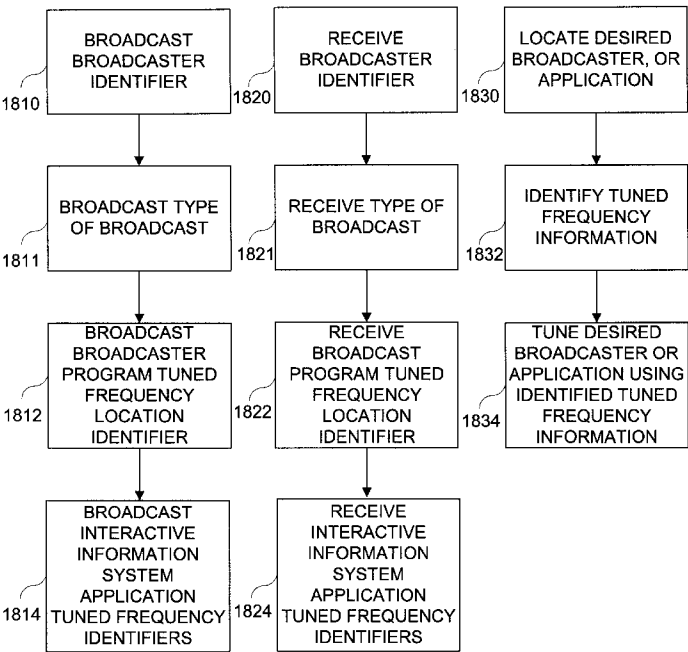 BROADCAST
BROADCASTER
IDENTIFIER
1810
BROADCAST TYPE
OF BROADCAST
1811
BROADCAST
BROADCASTER
PROGRAM TUNED
FREQUENCY
LOCATION
IDENTIFIER
1812
BROADCAST
INTERACTIVE
INFORMATION
SYSTEM
APPLICATION
TUNED FREQUENCY
IDENTIFIERS
1814
RECEIVE
BROADCASTER
IDENTIFIER
1820
RECEIVE TYPE OF
BROADCAST
1821
RECEIVE
BROADCAST
PROGRAM TUNED
FREQUENCY
LOCATION
IDENTIFIER
1822
RECEIVE
INTERACTIVE
INFORMATION
SYSTEM
APPLICATION
TUNED FREQUENCY
IDENTIFIERS
1824
LOCATE DESIRED
BROADCASTER, OR
APPLICATION
1830
IDENTIFY TUNED
FREQUENCY
INFORMATION
1832
TUNE DESIRED
BROADCASTER OR
APPLICATION USING
IDENTIFIED TUNED
FREQUENCY
INFORMATION
1834